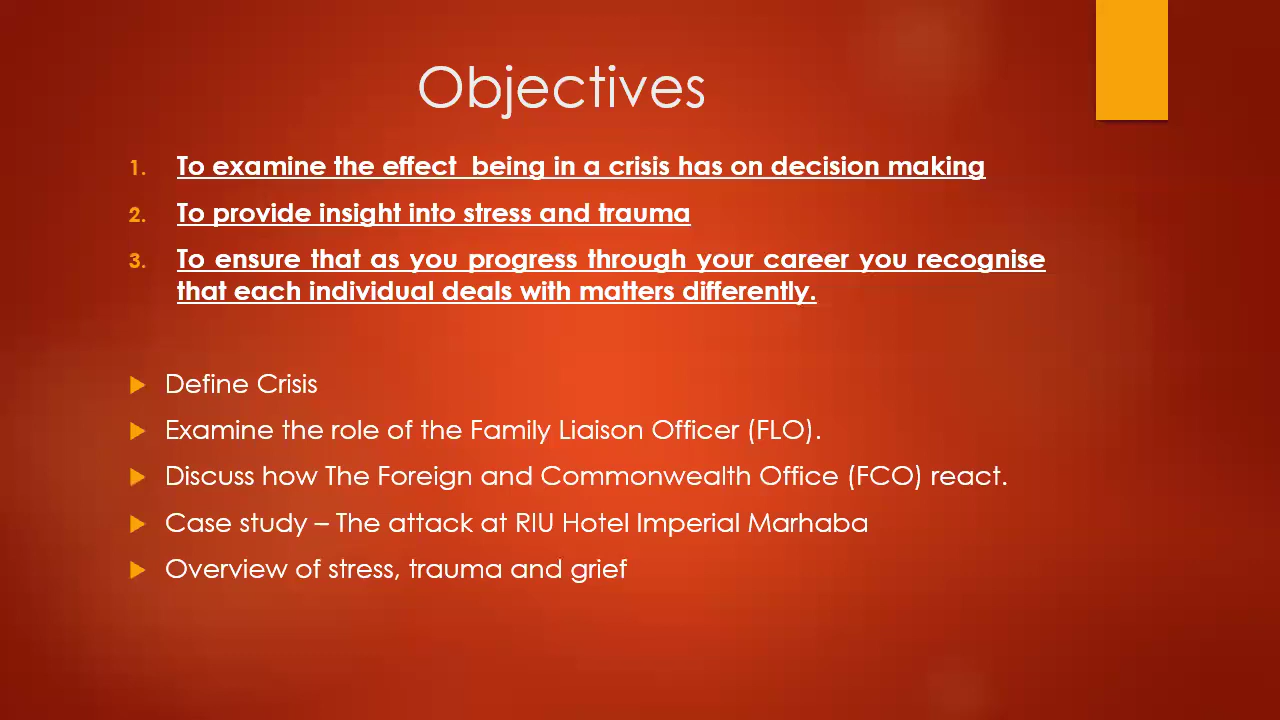 Objectives
1. To examine the effect  being in a crisis has on decision making
2. To provide insight into stress and trauma
3. To ensure that as you progress through your career you recognise
that each individual deals with matters differently.
Define Crisis
Examine the role of the Family Liaison Officer (FLO).
Discuss how The Foreign and Commonwealth Office (FCO) react.
Case study – The attack at RIU Hotel Imperial Marhaba
Overview of stress, trauma and grief